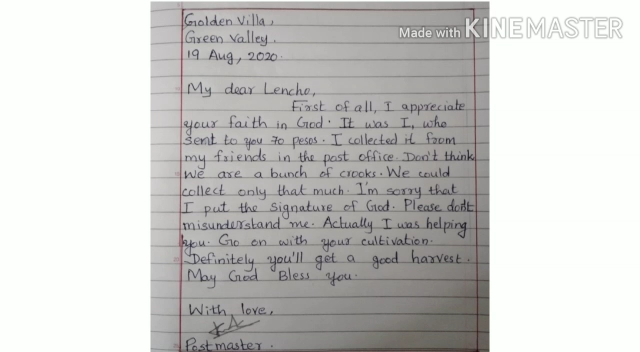 Golden Villa,
Green Valley.
19 Aug, 2020.
Made with KINEMASTER
My dear Lencho,
First of all, I appreciate
your faith in God. It was I, who
sent to you 70 pesos. I collected it from
my friends in the post office. Don't think
we are a bunch of crooks. We could
collect only that much. I'm sorry that
I put the signature of God. Please don't
misunderstand me. Actually I was helping
you. Go on with your cultivation.
Definitely you'll get a good harvest.
May God Bless you.
With love,
Postmaster.